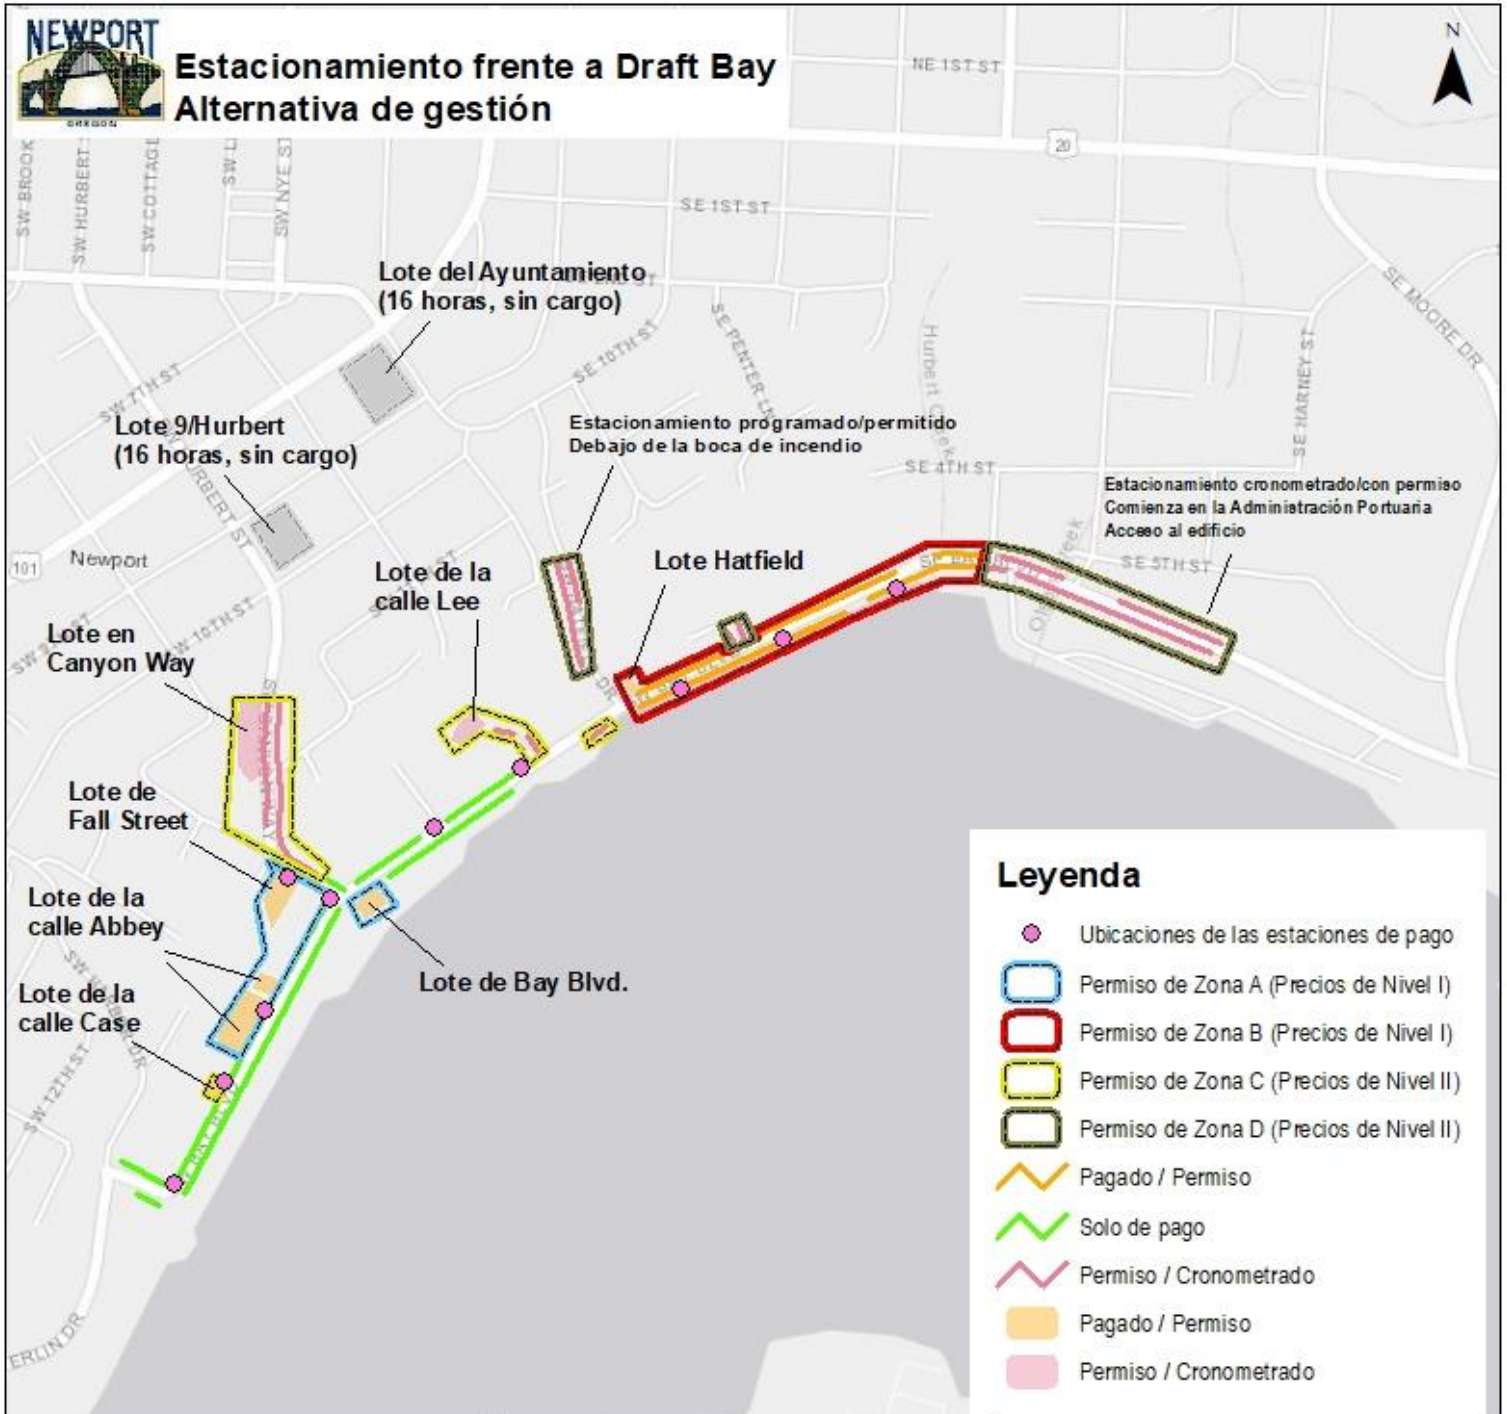 NEWPORT
OREGON
Estacionamiento frente a Draft Bay
Alternativa de gestión
N
NE 1ST ST
20
SW BROOK
SW HURBERT
SW COTTAGE
SW NYE ST
SE 1ST ST
Lote del Ayuntamiento
(16 horas, sin cargo)
SE MOORE DR
SE 10TH ST
SE PENTER LN
SE HARNEY ST
SW 7TH ST
Lote 9/Hurbert
(16 horas, sin cargo)
Estacionamiento programado/permitido
Debajo de la boca de incendio
SE 4TH ST
Estacionamiento cronometrado/con permiso
Comienza en la Administración Portuaria
Acceso al edificio
101
Newport
Lote Hatfield
SE 5TH ST
Lote de la
calle Lee
SW 10TH ST
Lote en
Canyon Way
Lote de
Fall Street
Lote de la
calle Abbey
Lote de Bay Blvd.
Lote de la
calle Case
SW 12TH ST
ERLIN DR
Leyenda
Ubicaciones de las estaciones de pago
Permiso de Zona A (Precios de Nivel I)
Permiso de Zona B (Precios de Nivel I)
Permiso de Zona C (Precios de Nivel II)
Permiso de Zona D (Precios de Nivel II)
Pagado / Permiso
Solo de pago
Permiso / Cronometrado
Pagado / Permiso
Permiso / Cronometrado